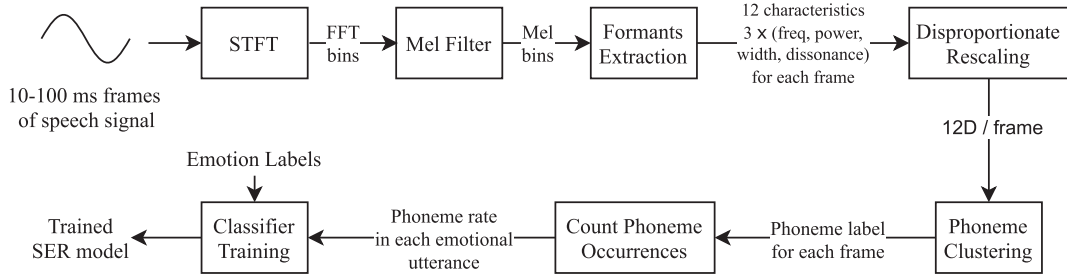 10-100 ms frames
of speech signal
STFT
FFT
bins
Mel Filter
Mel
bins
Formants
Extraction
12 characteristics
3 x (freq, power,
width, dissonance)
for each frame
Disproportionate
Rescaling
12D / frame
Phoneme
Clustering
Phoneme label
for each frame
Count Phoneme
Occurrences
Phoneme rate
in each emotional
utterance
Emotion Labels
Classifier
Training
Trained
SER model